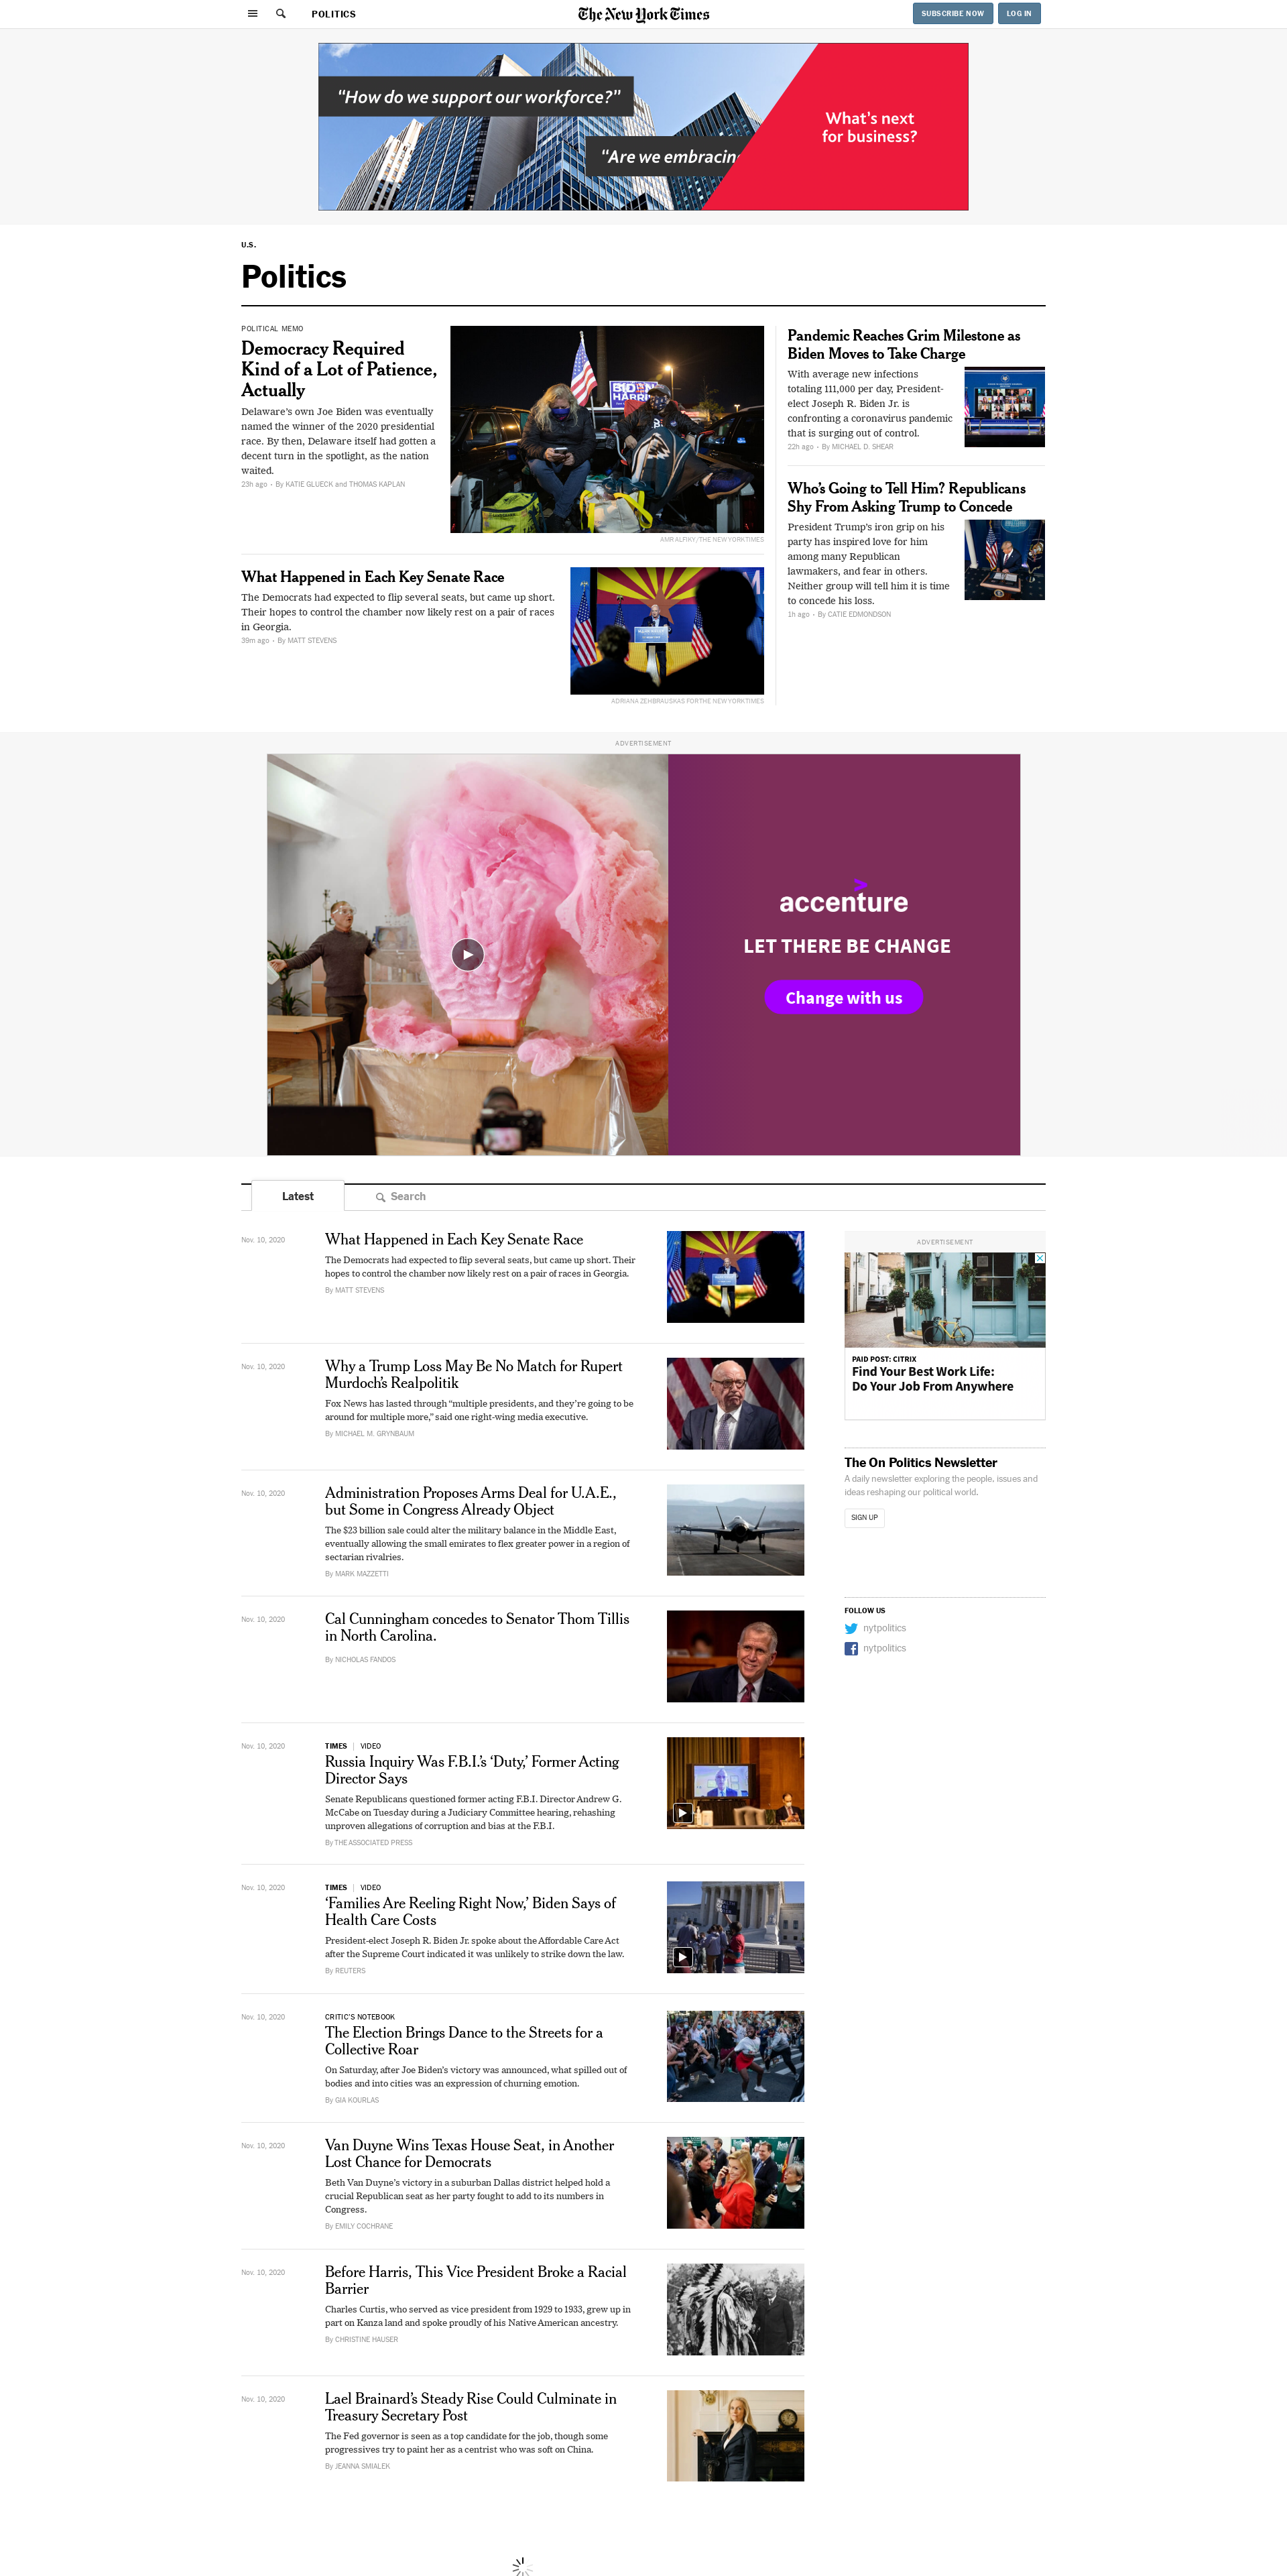 POLITICS
The New York Times
SUBSCRIBE NOW
LOG IN
“How do we support our workforce?”
“Are we embracing
What's next
for business?
U.S.
Politics
POLITICAL MEMO
Democracy Required
Kind of a Lot of Patience,
Actually
Delaware’s own Joe Biden was eventually
named the winner of the 2020 presidential
race. By then, Delaware itself had gotten a
decent turn in the spotlight, as the nation
waited.
23h ago • By KATIE GLUECK and THOMAS KAPLAN
BIDEN
HARRIS
AMR ALFIKY/THE NEW YORK TIMES
What Happened in Each Key Senate Race
The Democrats had expected to flip several seats, but came up short.
Their hopes to control the chamber now likely rest on a pair of races
in Georgia.
39m ago • By MATT STEVENS
ADRIANA ZEHBRAUSKAS FOR THE NEW YORK TIMES
Pandemic Reaches Grim Milestone as
Biden Moves to Take Charge
With average new infections
totaling 111,000 per day, President-
elect Joseph R. Biden Jr. is
confronting a coronavirus pandemic
that is surging out of control.
22h ago • By MICHAEL D. SHEAR
Who’s Going to Tell Him? Republicans
Shy From Asking Trump to Concede
President Trump’s iron grip on his
party has inspired love for him
among many Republican
lawmakers, and fear in others.
Neither group will tell him it is time
to concede his loss.
1h ago • By CATIE EDMONDSON
ADVERTISEMENT
accenture
LET THERE BE CHANGE
Change with us
Latest
Search
Nov. 10, 2020
What Happened in Each Key Senate Race
The Democrats had expected to flip several seats, but came up short. Their
hopes to control the chamber now likely rest on a pair of races in Georgia.
By MATT STEVENS
Nov. 10, 2020
Why a Trump Loss May Be No Match for Rupert
Murdoch’s Realpolitik
Fox News has lasted through “multiple presidents, and they’re going to be
around for multiple more,” said one right-wing media executive.
By MICHAEL M. GRYNBAUM
Nov. 10, 2020
Administration Proposes Arms Deal for U.A.E.,
but Some in Congress Already Object
The $23 billion sale could alter the military balance in the Middle East,
eventually allowing the small emirates to flex greater power in a region of
sectarian rivalries.
By MARK MAZZETTI
Nov. 10, 2020
Cal Cunningham concedes to Senator Thom Tillis
in North Carolina.
By NICHOLAS FANDOS
Nov. 10, 2020
TIMES | VIDEO
Russia Inquiry Was F.B.I.’s ‘Duty,’ Former Acting
Director Says
Senate Republicans questioned former acting F.B.I. Director Andrew G.
McCabe on Tuesday during a Judiciary Committee hearing, rehashing
unproven allegations of corruption and bias at the F.B.I.
By THE ASSOCIATED PRESS
Nov. 10, 2020
TIMES | VIDEO
‘Families Are Reeling Right Now,’ Biden Says of
Health Care Costs
President-elect Joseph R. Biden Jr. spoke about the Affordable Care Act
after the Supreme Court indicated it was unlikely to strike down the law.
By REUTERS
Nov. 10, 2020
CRITIC’S NOTEBOOK
The Election Brings Dance to the Streets for a
Collective Roar
On Saturday, after Joe Biden’s victory was announced, what spilled out of
bodies and into cities was an expression of churning emotion.
By GIA KOURLAS
Nov. 10, 2020
Van Duyne Wins Texas House Seat, in Another
Lost Chance for Democrats
Beth Van Duyne’s victory in a suburban Dallas district helped hold a
crucial Republican seat as her party fought to add to its numbers in
Congress.
By EMILY COCHRANE
Nov. 10, 2020
Before Harris, This Vice President Broke a Racial
Barrier
Charles Curtis, who served as vice president from 1929 to 1933, grew up in
part on Kanza land and spoke proudly of his Native American ancestry.
By CHRISTINE HAUSER
Nov. 10, 2020
Lael Brainard’s Steady Rise Could Culminate in
Treasury Secretary Post
The Fed governor is seen as a top candidate for the job, though some
progressives try to paint her as a centrist who was soft on China.
By JEANNA SMIALEK
ADVERTISEMENT
PAID POST: CITRIX
Find Your Best Work Life:
Do Your Job From Anywhere
The On Politics Newsletter
A daily newsletter exploring the people, issues and
ideas reshaping our political world.
SIGN UP
FOLLOW US
nytpolitics
nytpolitics